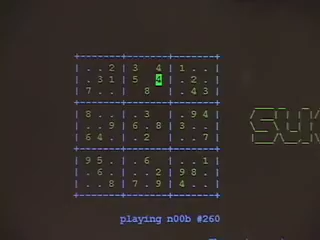 +-------+-------+-------+
| . . 2 | 3   4 | 1 . . |
| . 3 1 | 5   4 | . 2 . |
| 7 . . |   8   | . 4 3 |
+-------+-------+-------+
| 8 . . | . 3   | . 9 4 |
| . . 9 | 6 . 8 | 3 . . |
| 6 4 . | . 2   | . . 7 |
+-------+-------+-------+
| 9 5 . | . 6   | . . 1 |
| . 6 . | . . 2 | 9 8 . |
| . . 8 | 7 . 9 | 4 . . |
+-------+-------+-------+
playing n00b #260